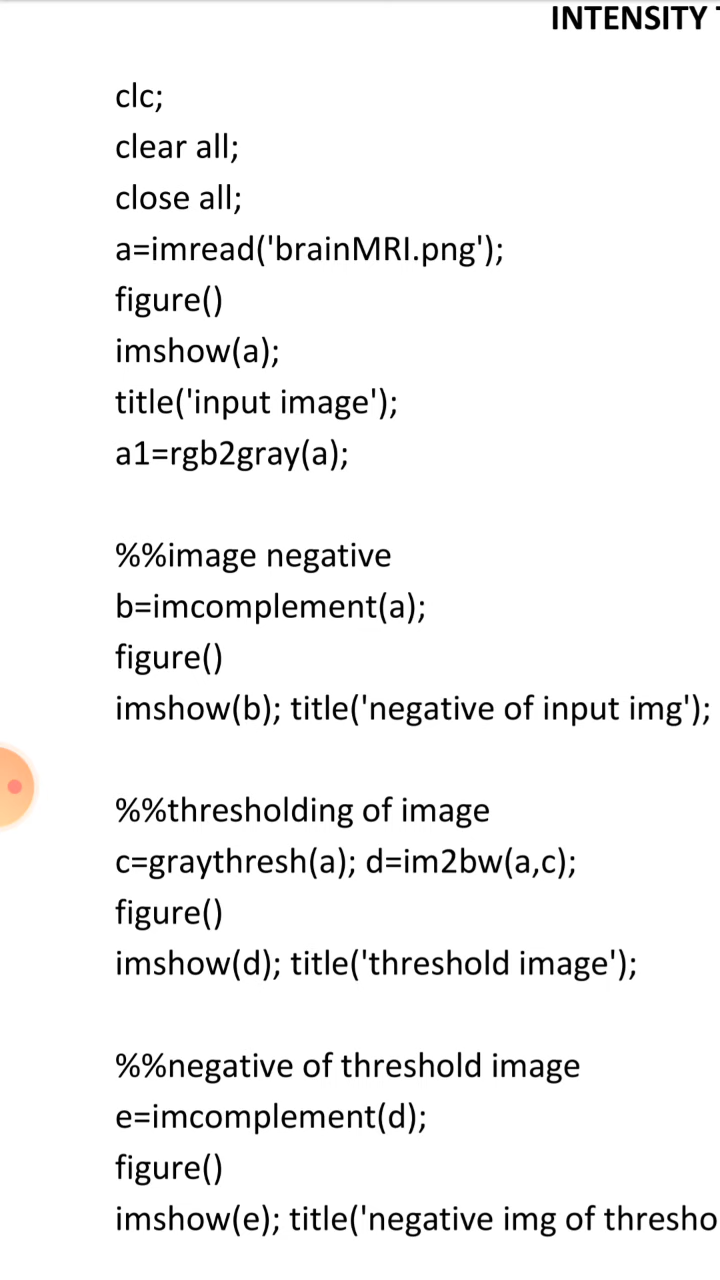 INTENSITY
clc;
clear all;
close all;
a=imread('brainMRI.png');
figure()
imshow(a);
title('input image');
a1=rgb2gray(a);
%%image negative
b=imcomplement(a);
figure()
imshow(b); title('negative of input img');
%%thresholding of image
c=graythresh(a); d=im2bw(a,c);
figure()
imshow(d); title('threshold image');
%%negative of threshold image
e=imcomplement(d);
figure()
imshow(e); title('negative img of thresho